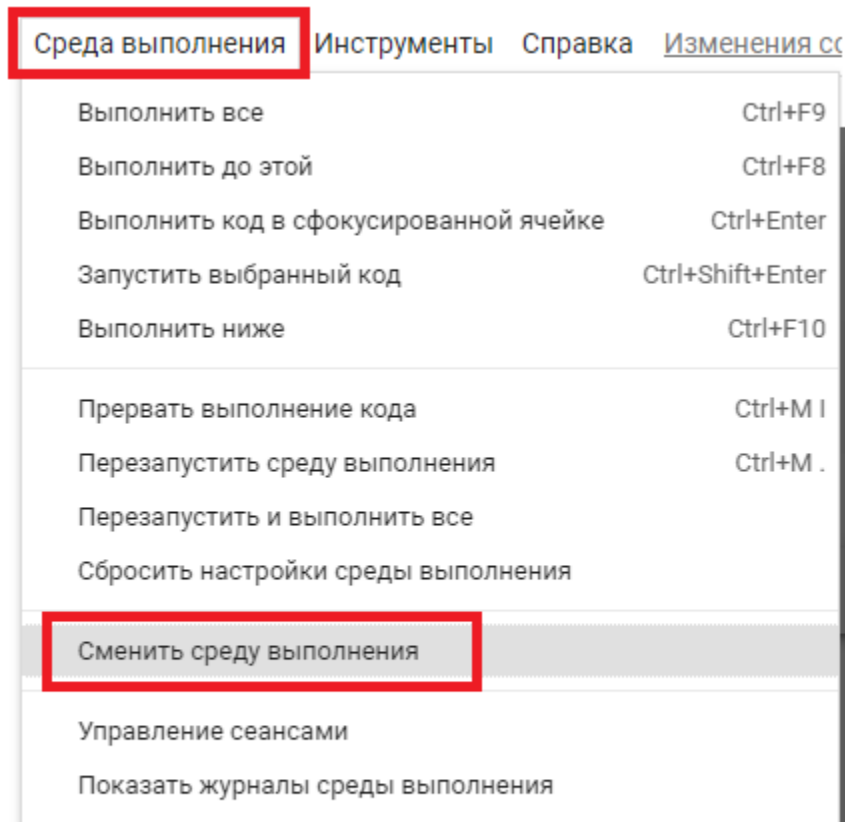 Среда выполнения Инструменты Справка Изменения со
Выполнить все Ctrl+F9
Выполнить до этой Ctrl+F8
Выполнить код в сфокусированной ячейке Ctrl+Enter
Запустить выбранный код Ctrl+Shift+Enter
Выполнить ниже Ctrl+F10
Прервать выполнение кода Ctrl+M I
Перезапустить среду выполнения Ctrl+M .
Перезапустить и выполнить все
Сбросить настройки среды выполнения
Сменить среду выполнения
Управление сеансами
Показать журналы среды выполнения